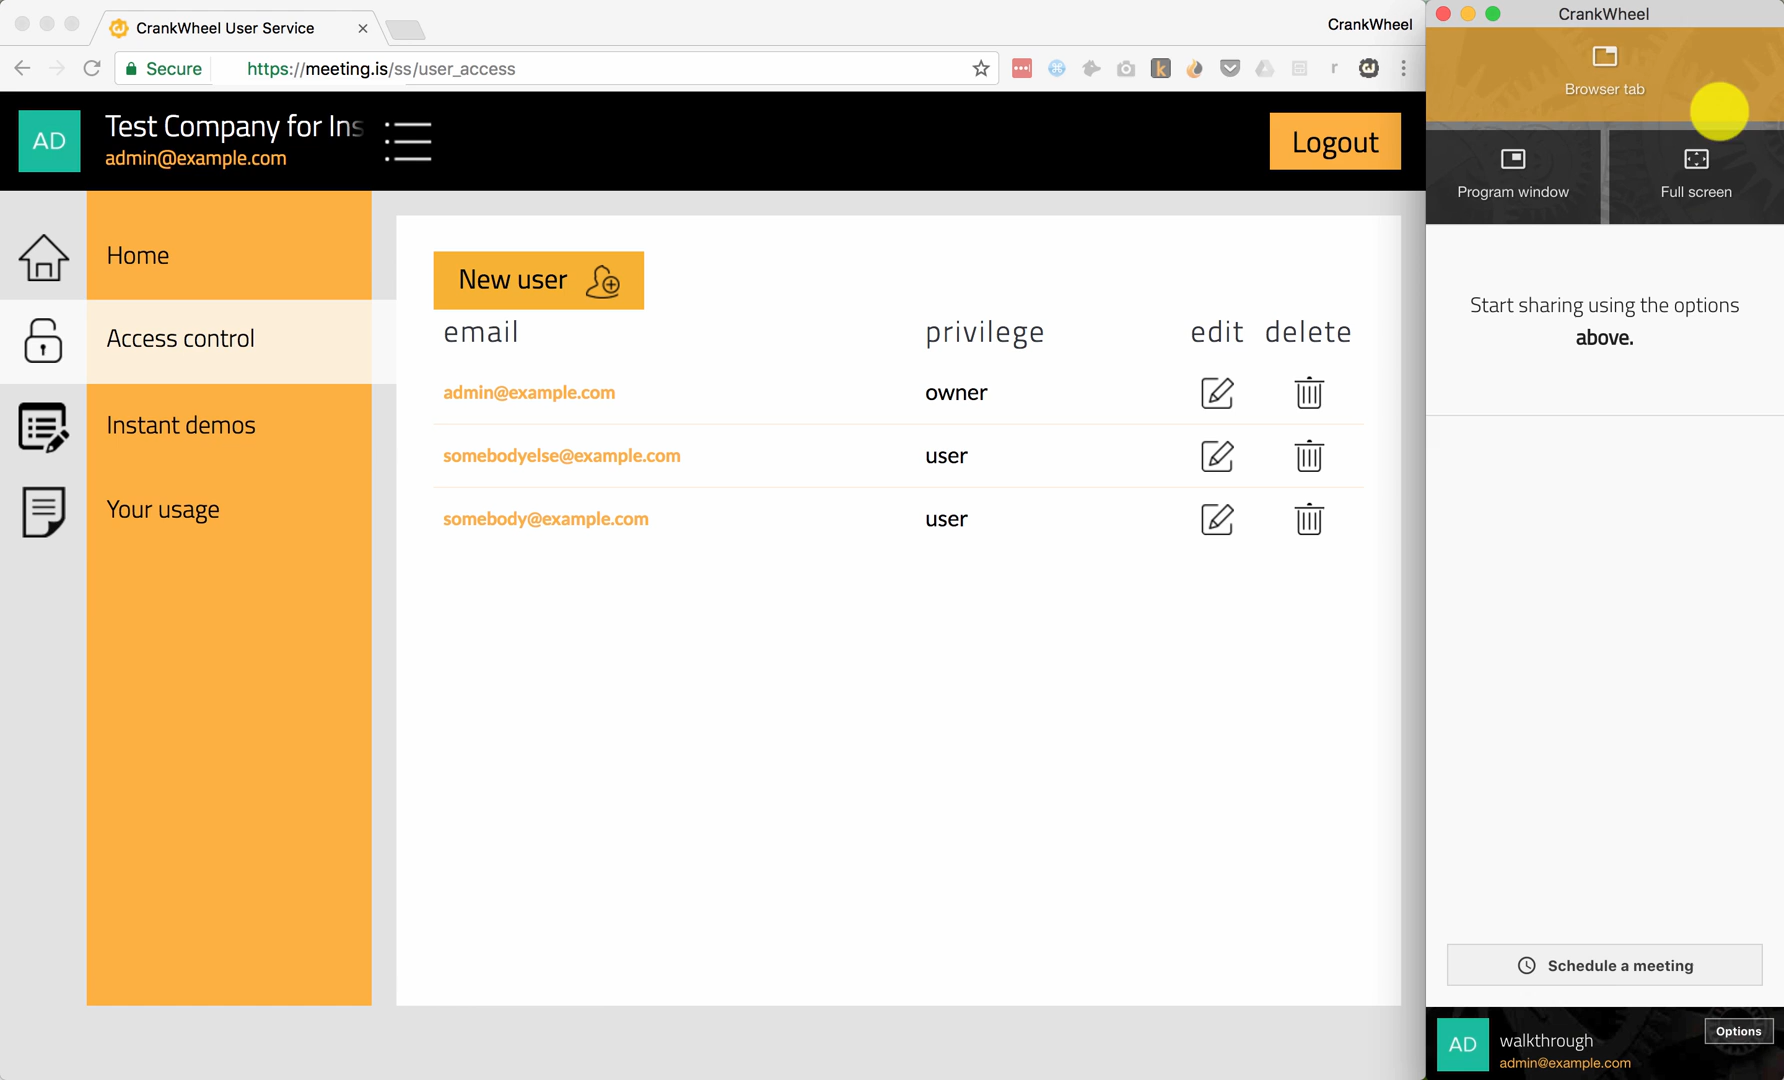 CrankWheel User Service
CrankWheel
Secure
https://meeting.is/ss/user_access
k
r
AD
Test Company for Ins
admin@example.com
Logout
Home
Access control
Instant demos
Your usage
New user
email privilege edit delete
admin@example.com owner
somebodyelse@example.com user
somebody@example.com user
CrankWheel
Browser tab
Program window
Full screen
Start sharing using the options
above.
Schedule a meeting
AD
walkthrough
admin@example.com
Options